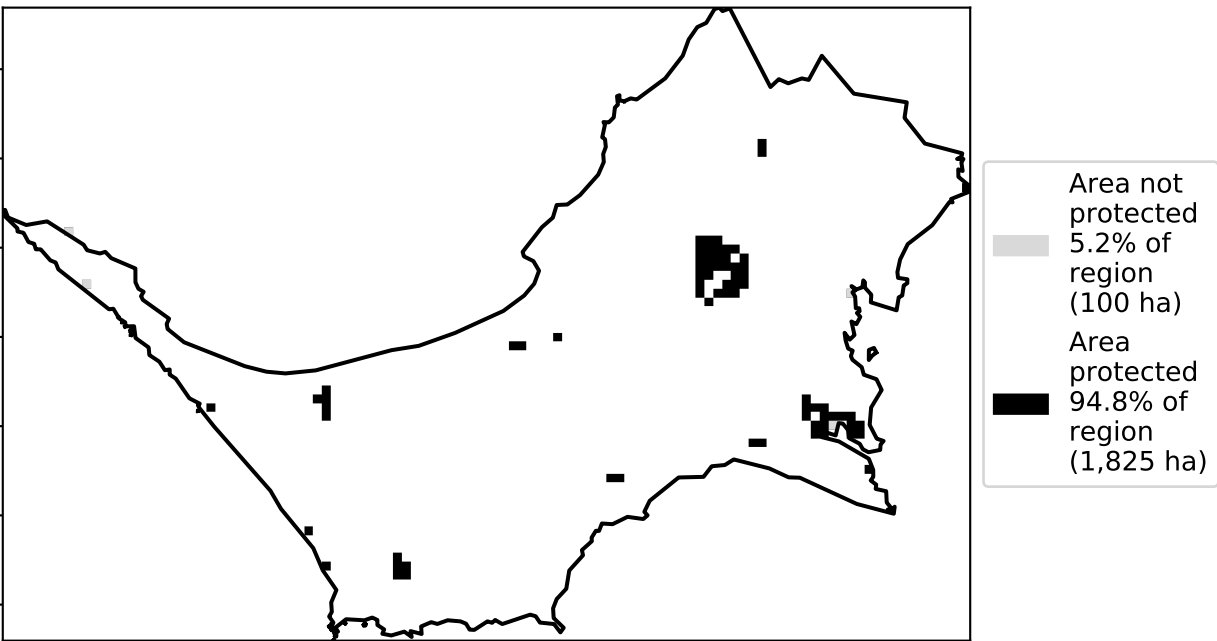 Area not
protected
5.2% of
region
(100 ha)
Area
protected
94.8% of
region
(1,825 ha)